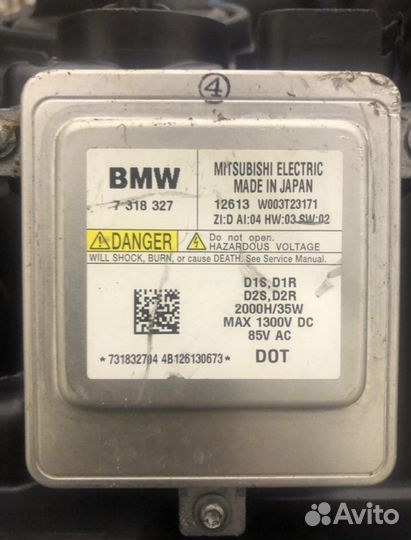 4
BMW
7 318 327
MITSUBISHI ELECTRIC
MADE IN JAPAN
12613 W003T23171
ZI:D AI:04 HW:03 SW:02
DANGER
Do not open.
HAZARDOUS VOLTAGE
WILL SHOCK, BURN, or cause DEATH. See Service Manual.
D1S,D1R
D2S,D2R
2000H/35W
MAX 1300V DC
85V AC
*731832704 4B126130673*
DOT
Avito